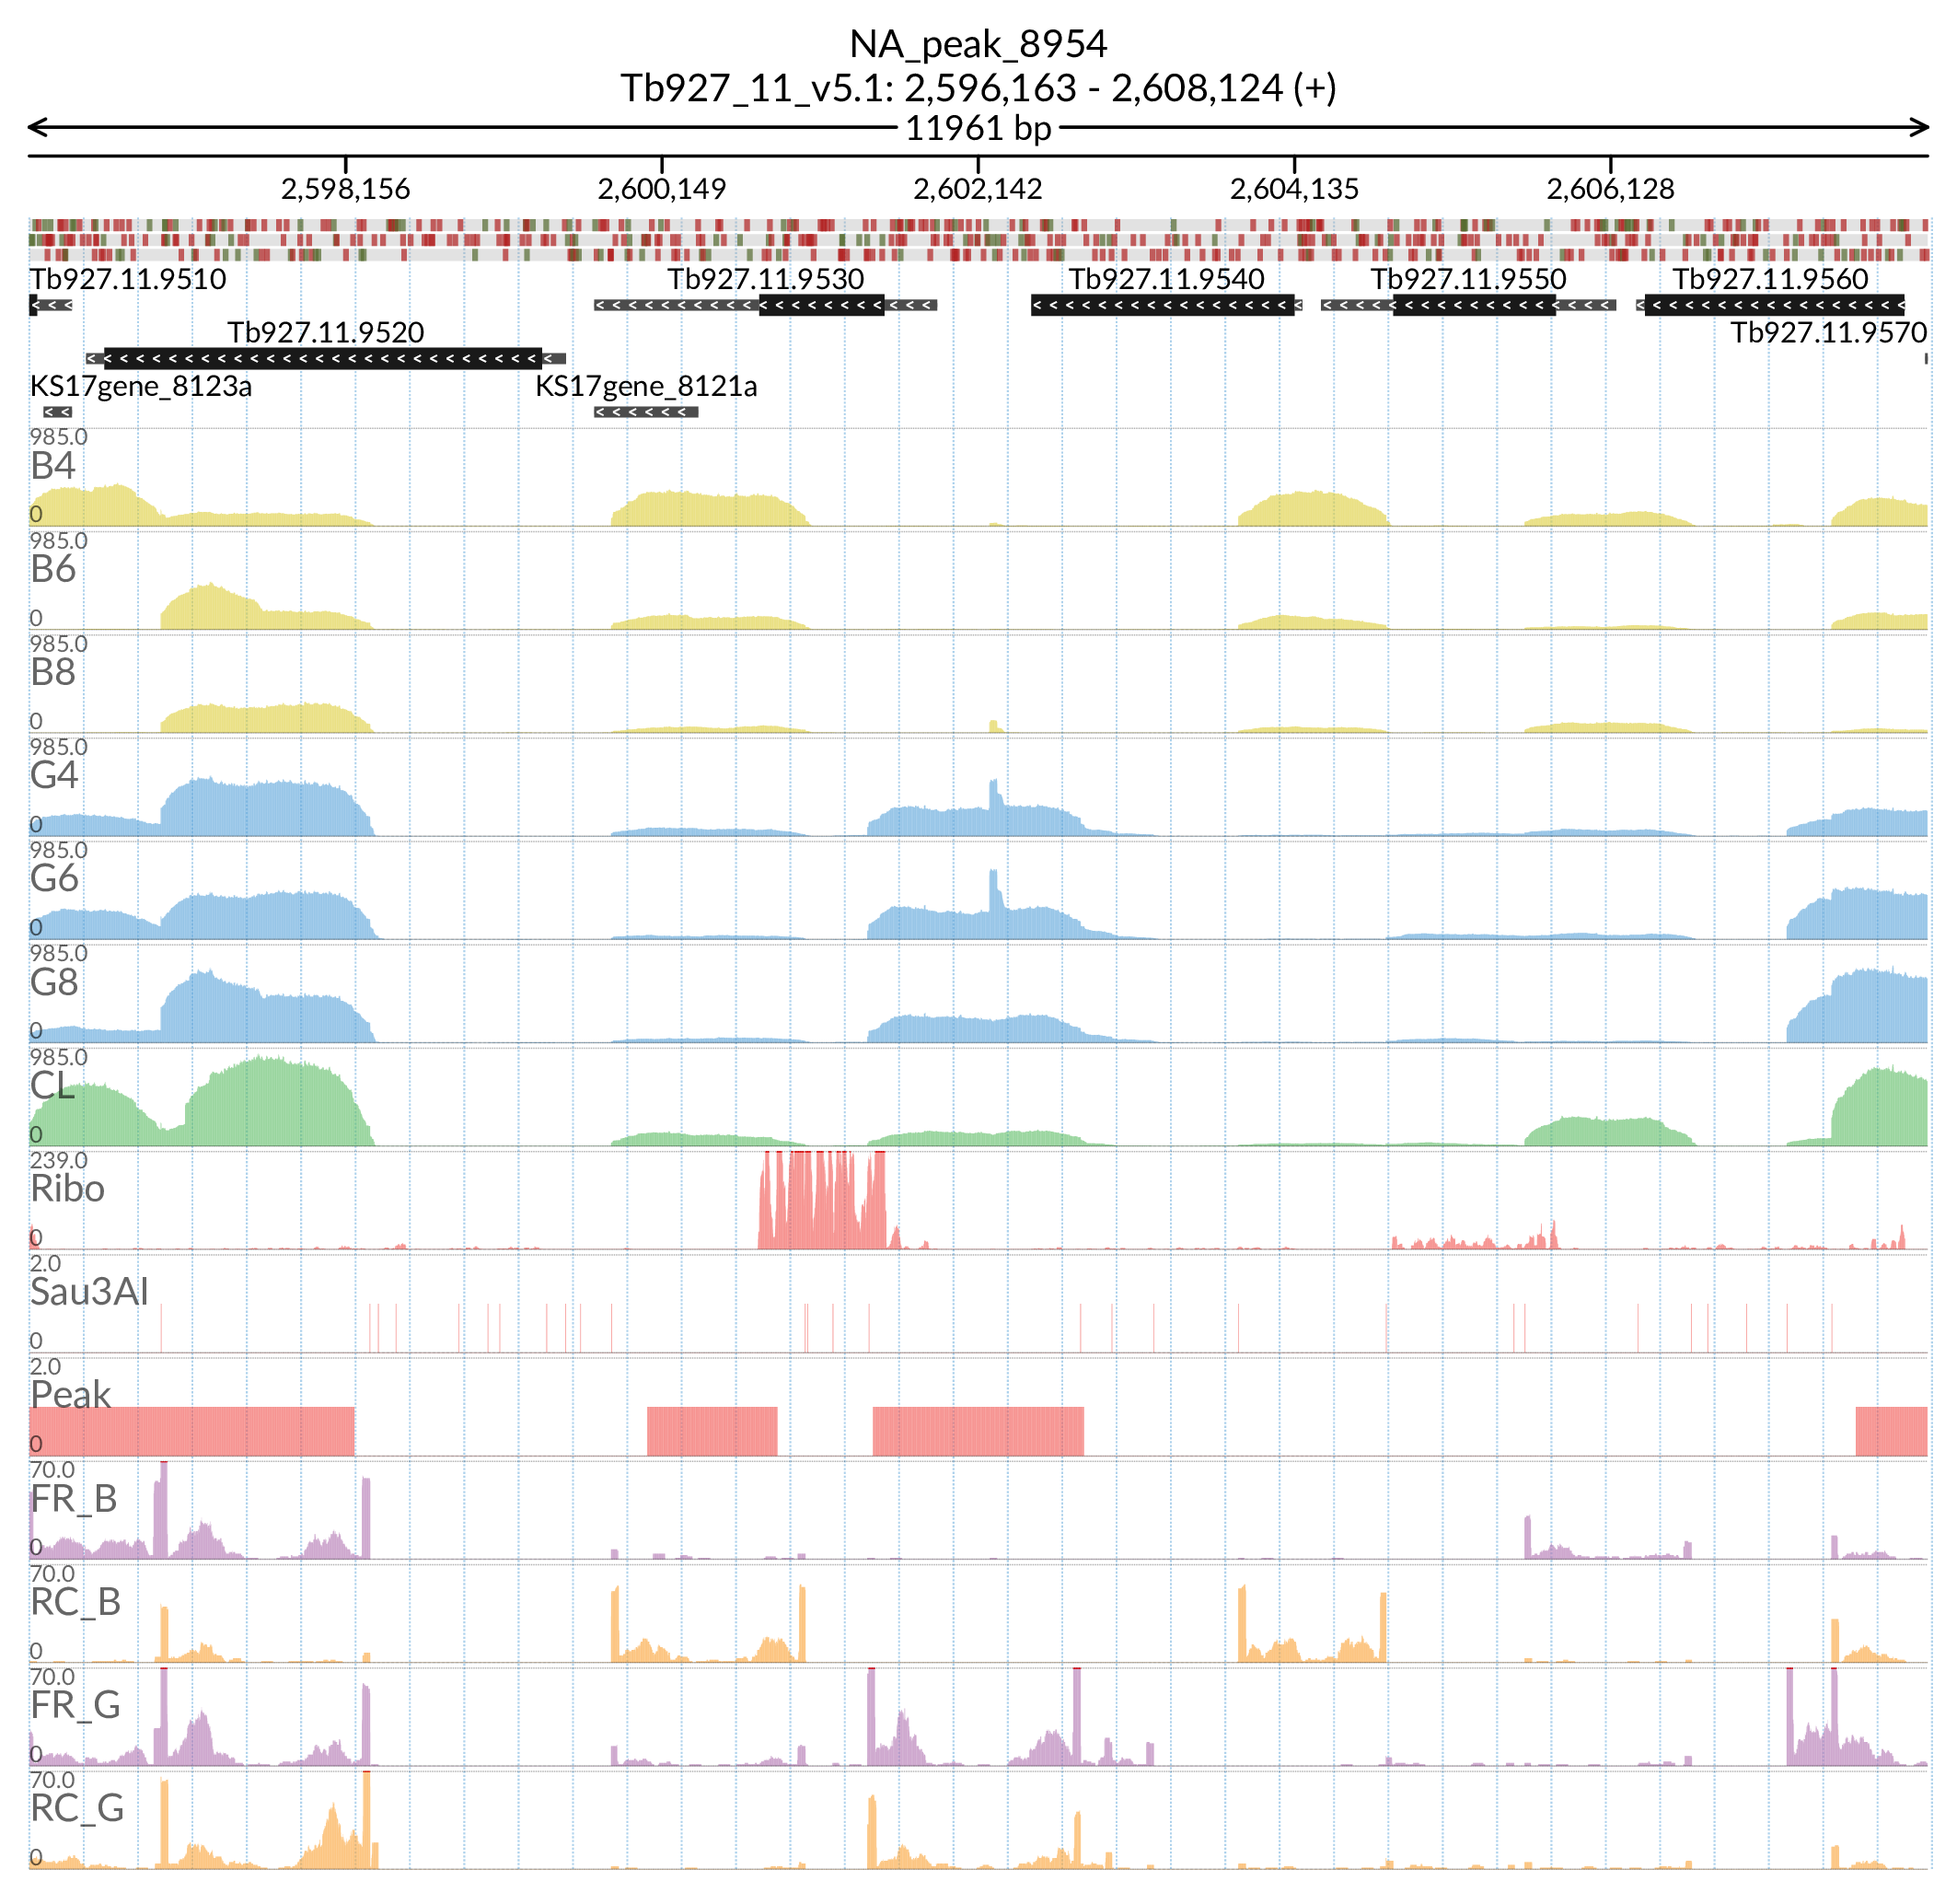 NA_peak_8954
Tb927_11_v5.1: 2,596,163 - 2,608,124 (+)
11961 bp
2,598,156 2,600,149 2,602,142 2,604,135 2,606,128
Tb927.11.9510 Tb927.11.9530 Tb927.11.9540 Tb927.11.9550 Tb927.11.9560
Tb927.11.9520 Tb927.11.9570
KS17gene_8123a KS17gene_8121a
985.0
B4
0
985.0
B6
0
985.0
B8
0
985.0
G4
0
985.0
G6
0
985.0
G8
0
985.0
CL
0
239.0
Ribo
0
2.0
Sau3AI
0
2.0
Peak
0
70.0
FR_B
0
70.0
RC_B
0
70.0
FR_G
0
70.0
RC_G
0